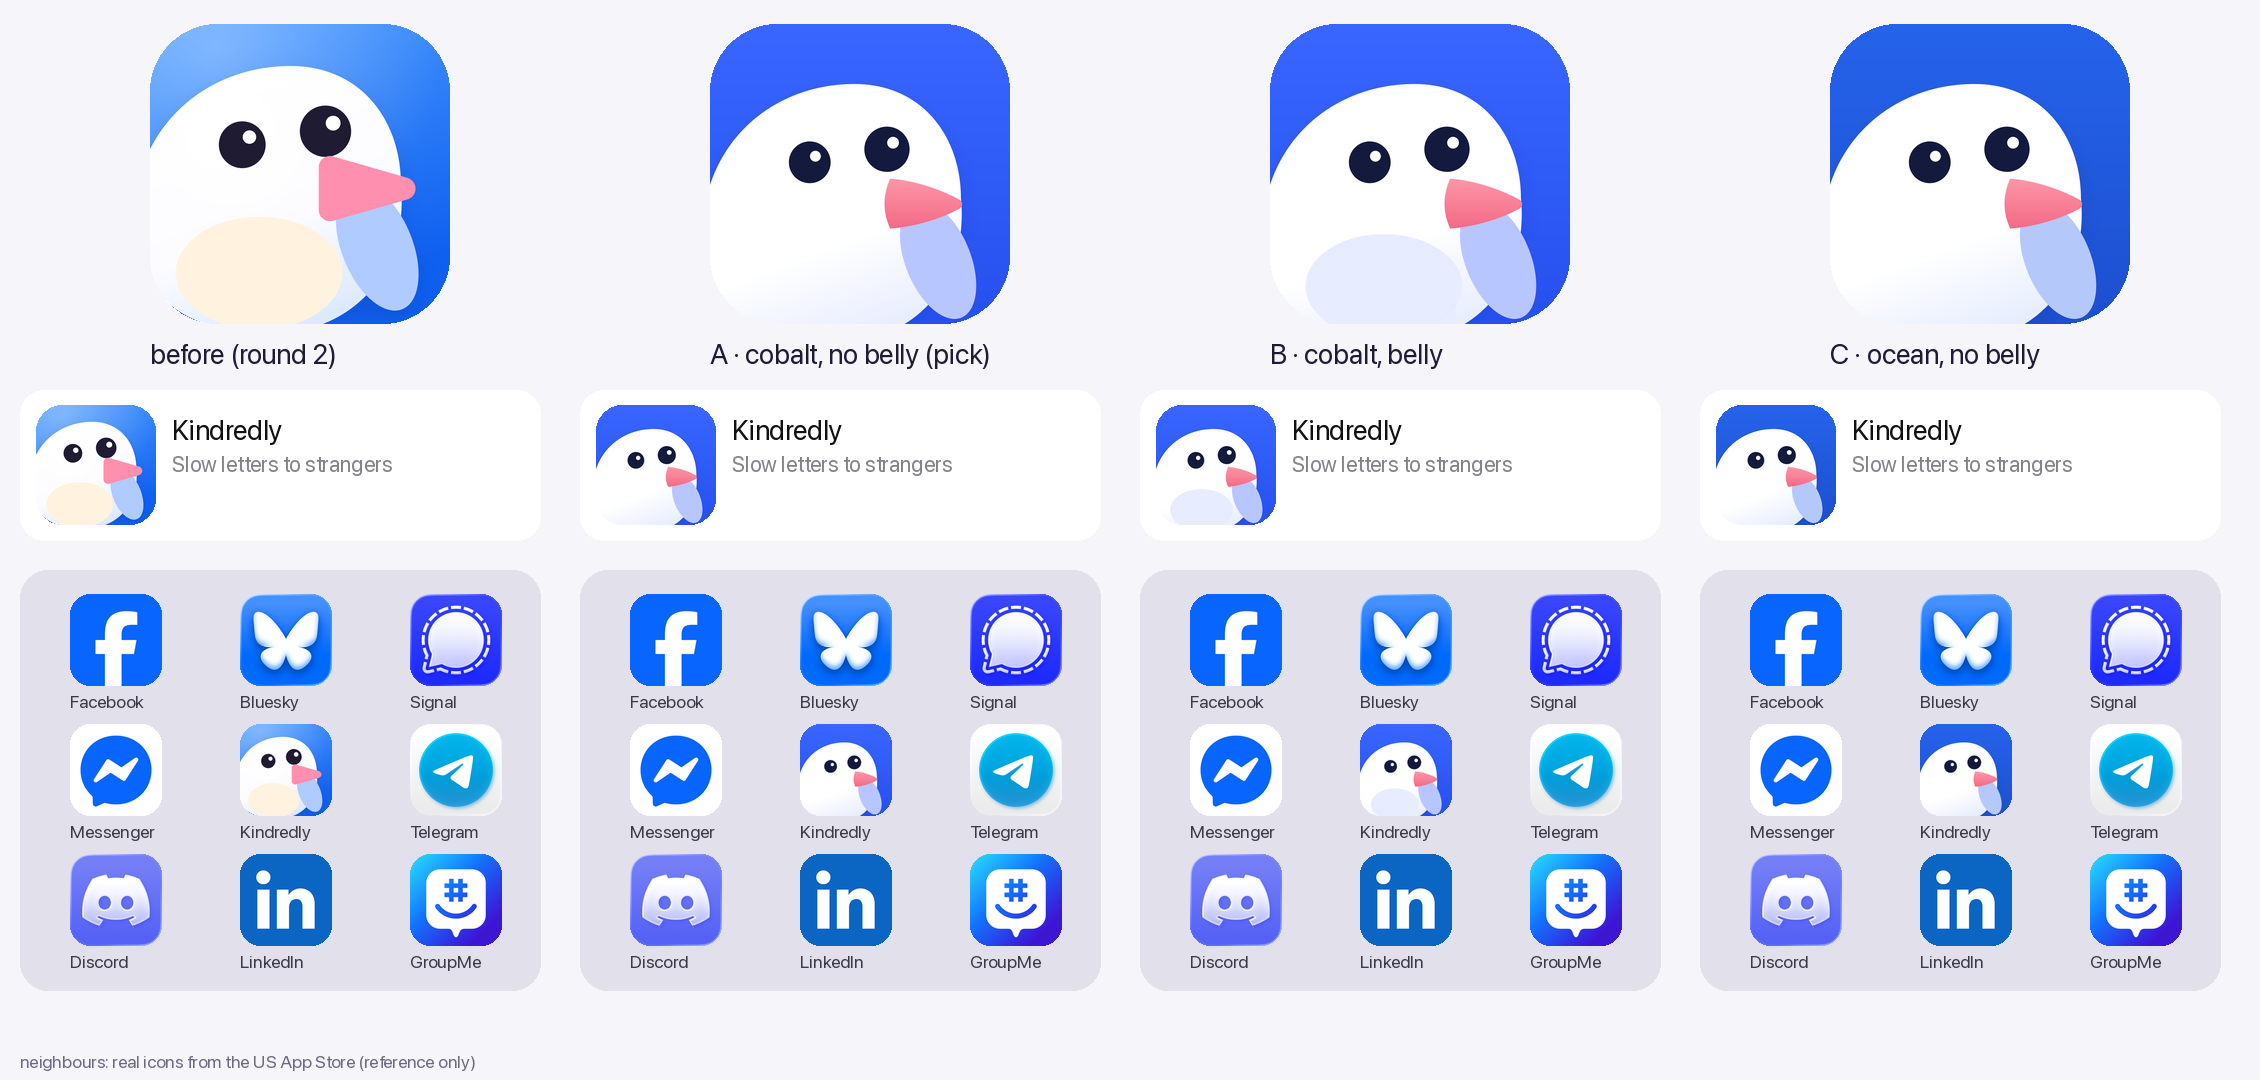 before (round 2)
A · cobalt, no belly (pick)
B · cobalt, belly
C · ocean, no belly
Kindredly
Slow letters to strangers
Kindredly
Slow letters to strangers
Kindredly
Slow letters to strangers
Kindredly
Slow letters to strangers
f
Facebook Bluesky Signal
Messenger Kindredly Telegram
in
#
Discord LinkedIn GroupMe
f
Facebook Bluesky Signal
Messenger Kindredly Telegram
in
#
Discord LinkedIn GroupMe
f
Facebook Bluesky Signal
Messenger Kindredly Telegram
in
#
Discord LinkedIn GroupMe
f
Facebook Bluesky Signal
Messenger Kindredly Telegram
in
#
Discord LinkedIn GroupMe
neighbours: real icons from the US App Store (reference only)